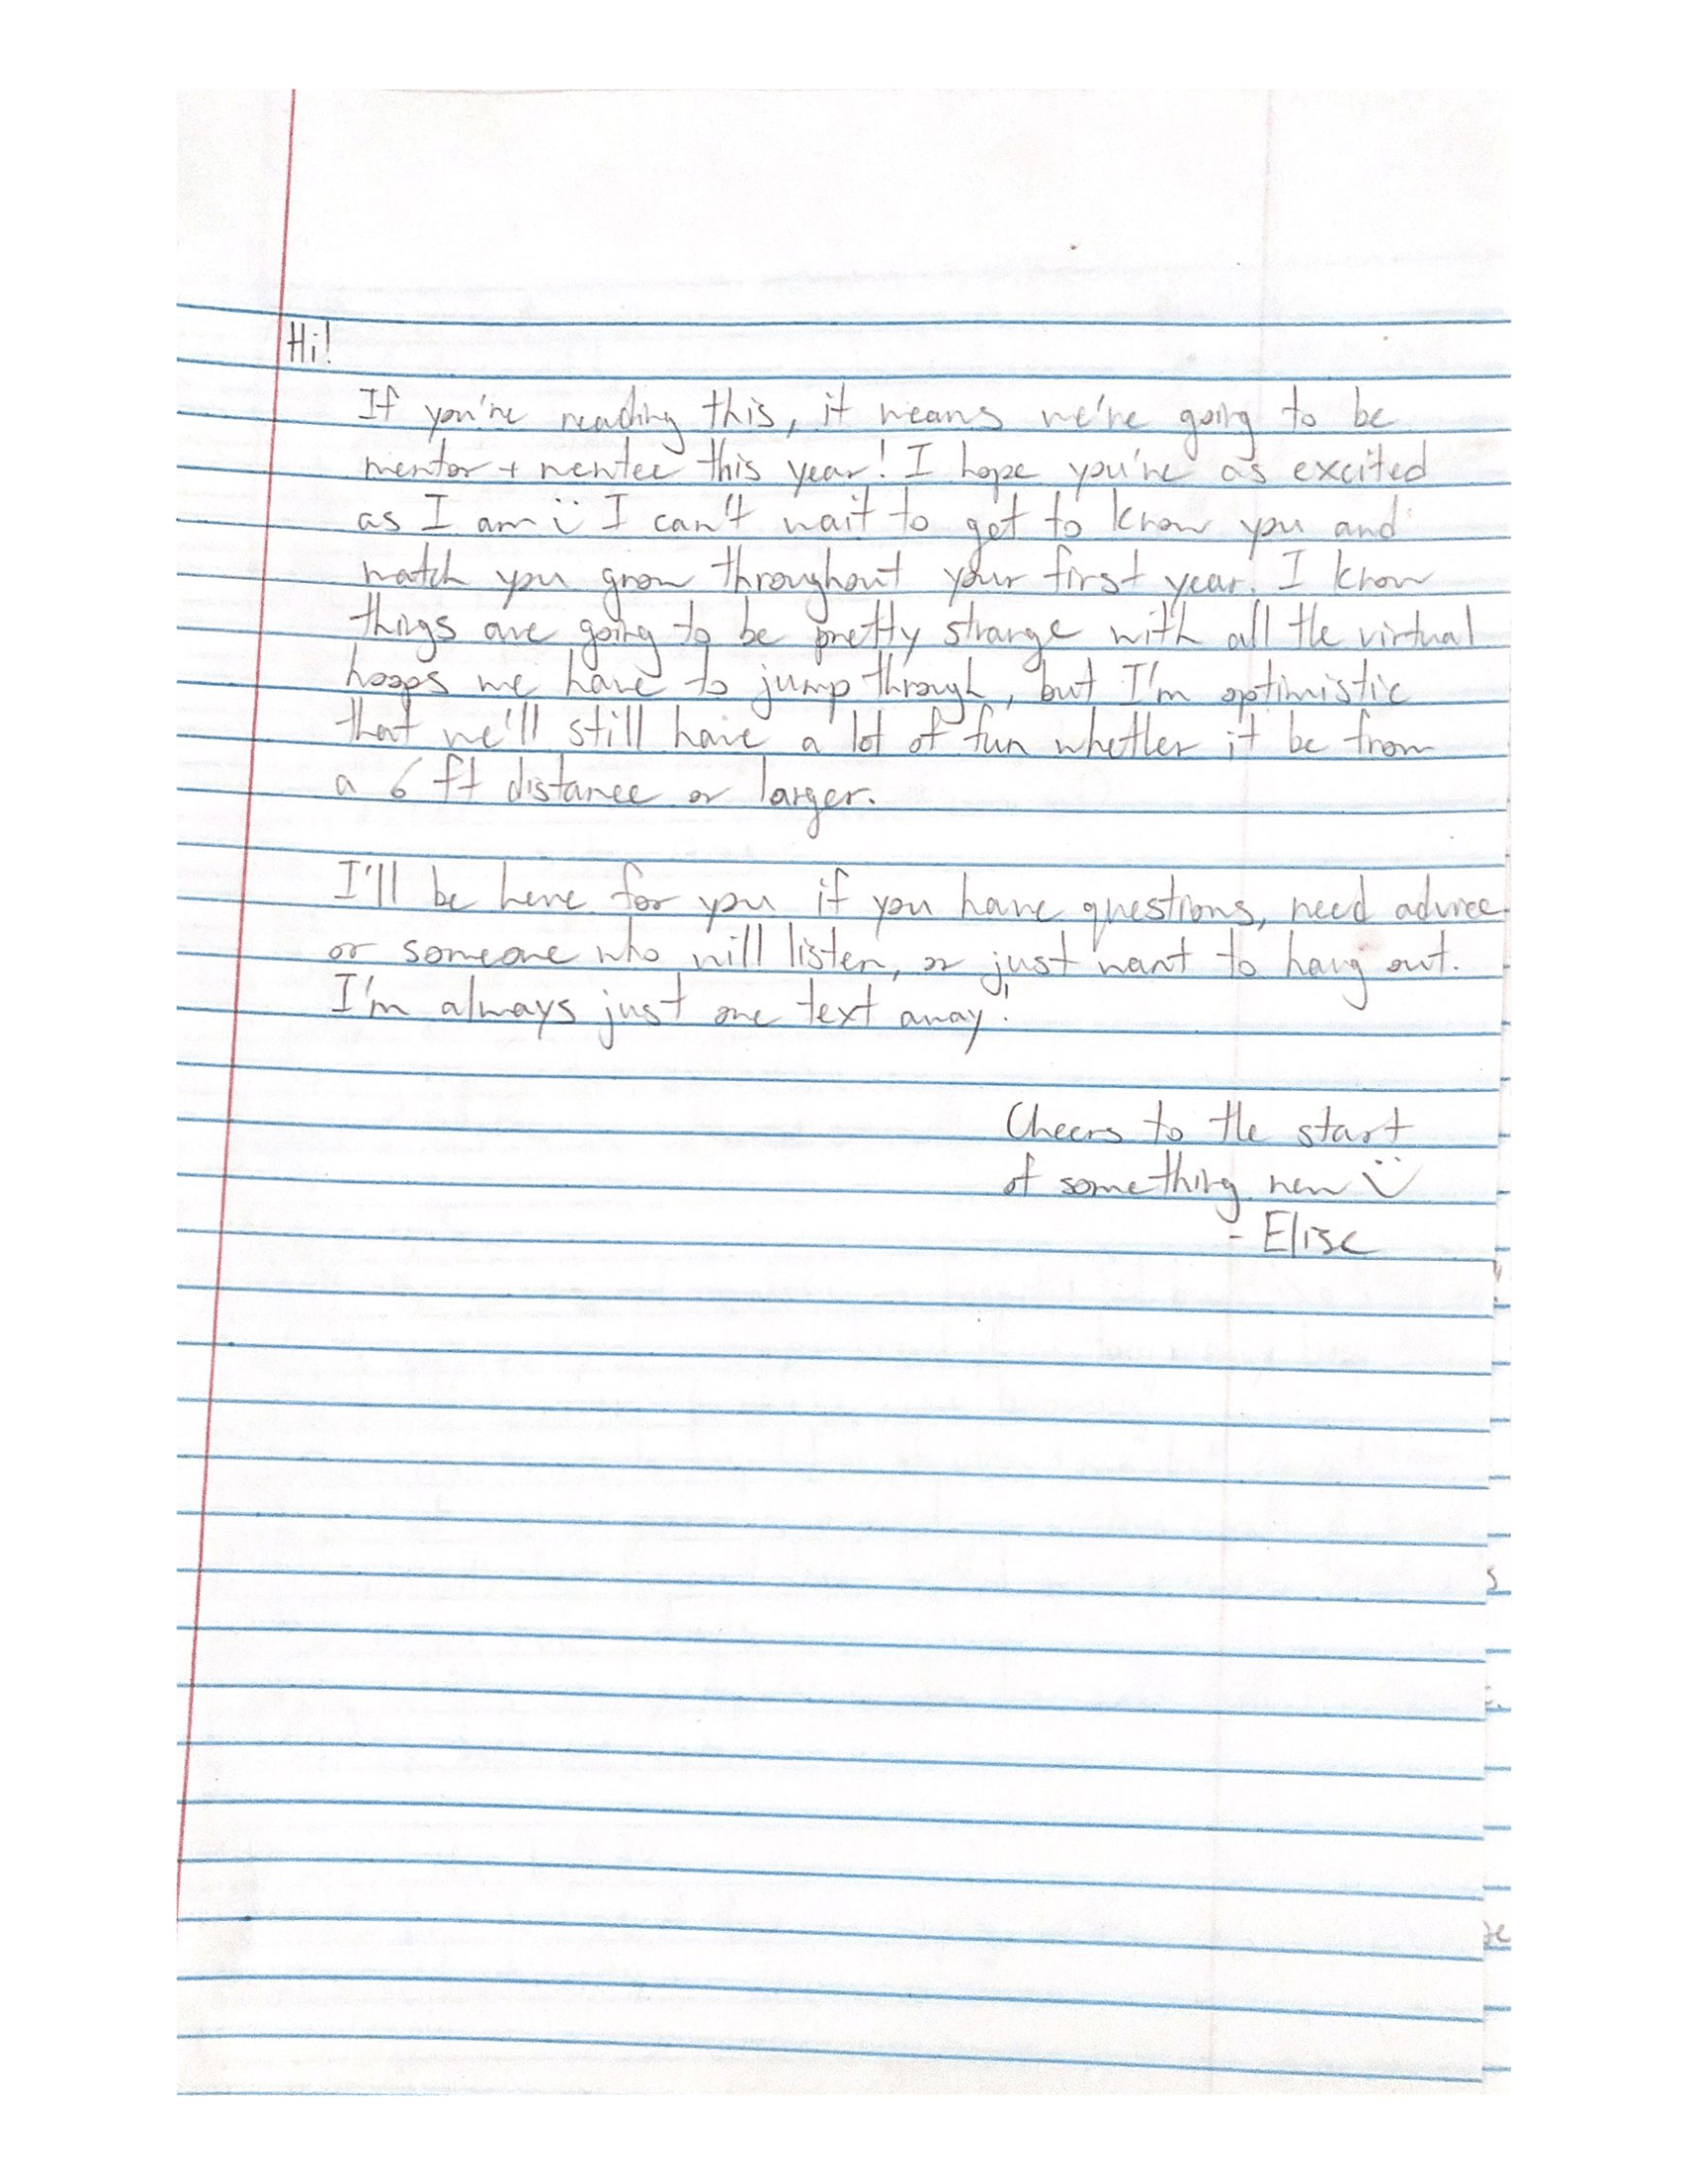 Hi!
If you're reading this, it means we're going to be
mentor + mentee this year! I hope you're as excited
as I am :) I can't wait to get to know you and
watch you grow throughout your first year. I know
things are going to be pretty strange with all the virtual
hoops we have to jump through, but I'm optimistic
that we'll still have a lot of fun whether it be from
a 6 ft distance or larger.
I'll be here for you if you have questions, need advice
or someone who will listen, or just want to hang out.
I'm always just one text away!
Cheers to the start
of something new :)
- Elise